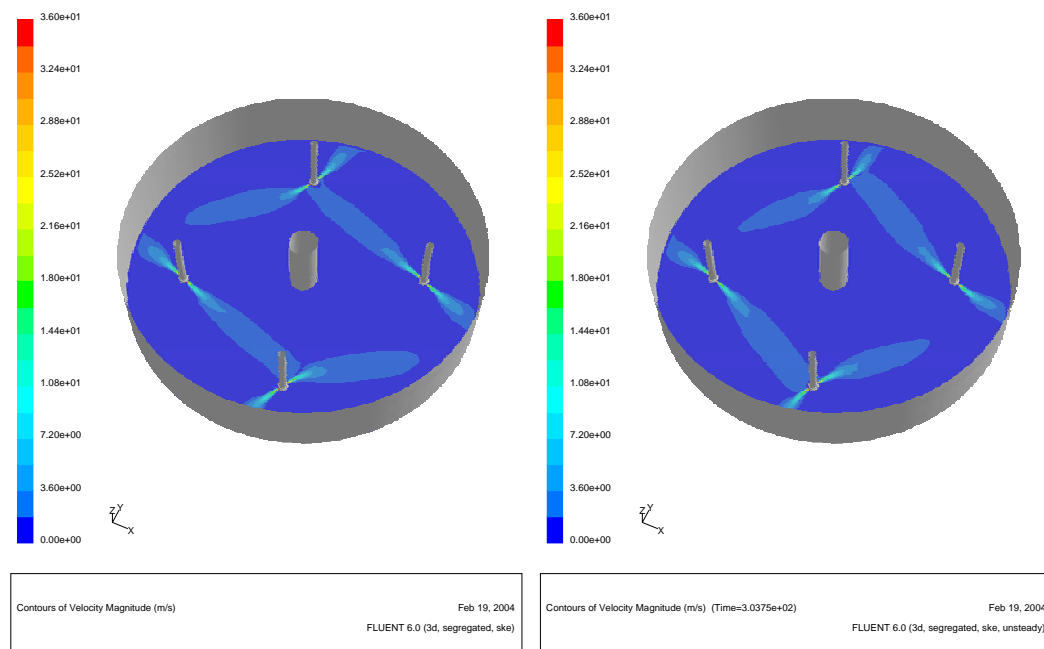 3.60e+01
3.24e+01
2.88e+01
2.52e+01
2.16e+01
1.80e+01
1.44e+01
1.08e+01
7.20e+00
3.60e+00
0.00e+00
Z Y
X
Contours of Velocity Magnitude (m/s)
Feb 19, 2004
FLUENT 6.0 (3d, segregated, ske)
3.60e+01
3.24e+01
2.88e+01
2.52e+01
2.16e+01
1.80e+01
1.44e+01
1.08e+01
7.20e+00
3.60e+00
0.00e+00
Z Y
X
Contours of Velocity Magnitude (m/s) (Time=3.0375e+02)
Feb 19, 2004
FLUENT 6.0 (3d, segregated, ske, unsteady)